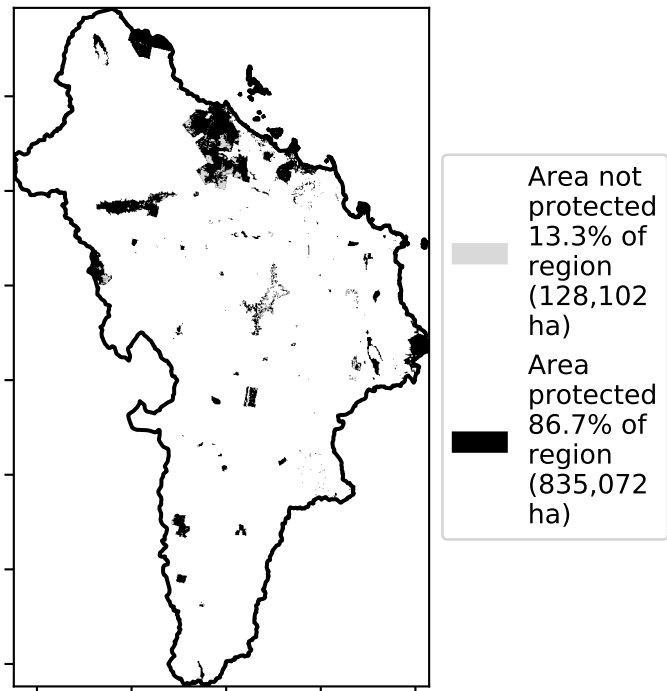 Area not
protected
13.3% of
region
(128,102
ha)
Area
protected
86.7% of
region
(835,072
ha)